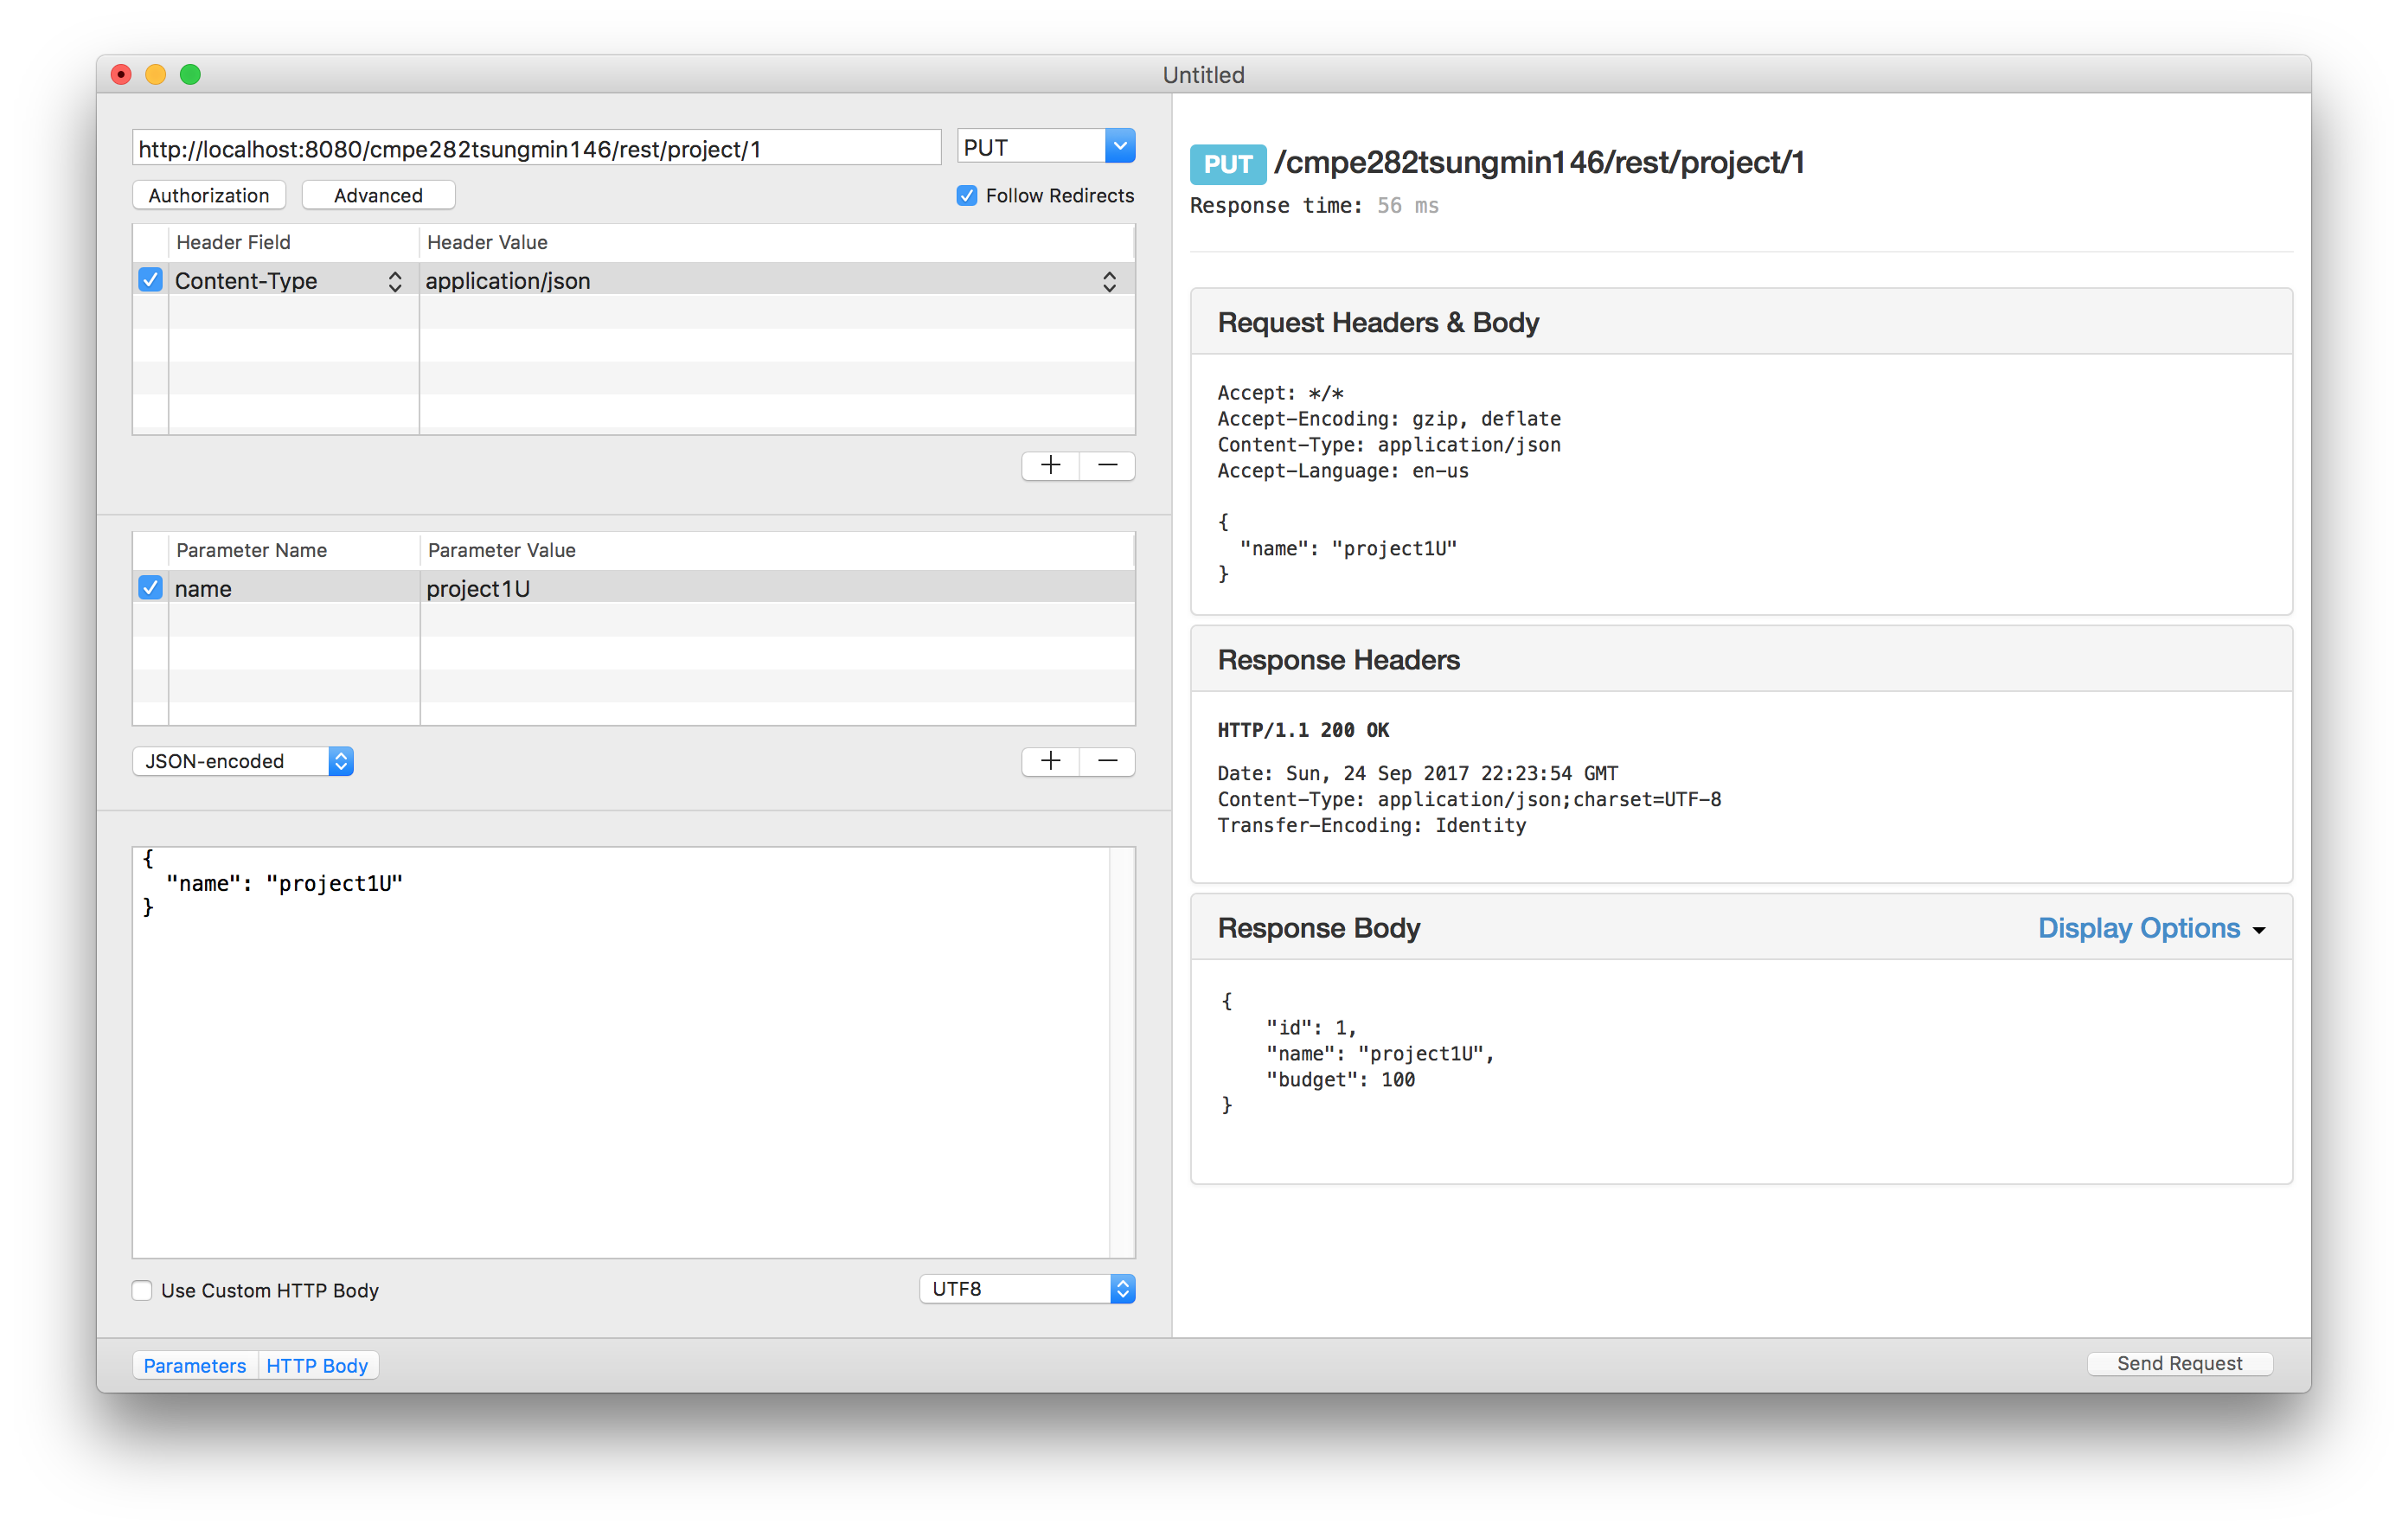 Untitled
http://localhost:8080/cmpe282tsungmin146/rest/project/1
PUT
Authorization
Advanced
Follow Redirects
Header Field
Header Value
Content-Type
application/json
Parameter Name
Parameter Value
name
project1U
JSON-encoded
{
  "name": "project1U"
}
Use Custom HTTP Body
UTF8
Parameters
HTTP Body
PUT /cmpe282tsungmin146/rest/project/1
Response time: 56 ms
Request Headers & Body
Accept: */*
Accept-Encoding: gzip, deflate
Content-Type: application/json
Accept-Language: en-us
{
  "name": "project1U"
}
Response Headers
HTTP/1.1 200 OK
Date: Sun, 24 Sep 2017 22:23:54 GMT
Content-Type: application/json;charset=UTF-8
Transfer-Encoding: Identity
Response Body
Display Options
{
    "id": 1,
    "name": "project1U",
    "budget": 100
}
Send Request